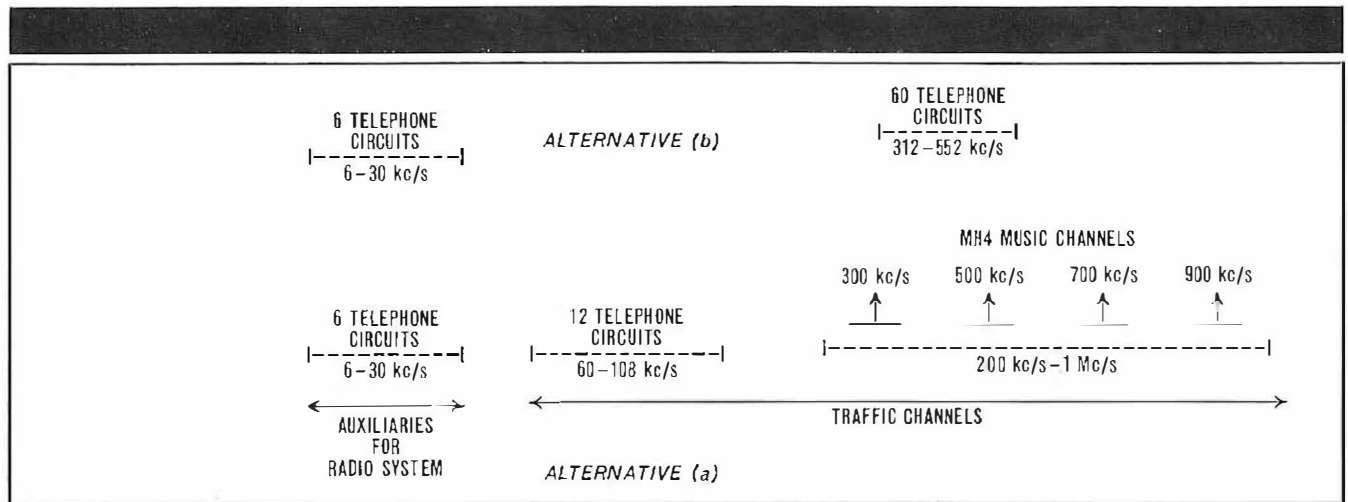 6 TELEPHONE
CIRCUITS
6–30 kc/s
ALTERNATIVE (b)
60 TELEPHONE
CIRCUITS
312–552 kc/s
MH4 MUSIC CHANNELS
300 kc/s 500 kc/s 700 kc/s 900 kc/s
6 TELEPHONE
CIRCUITS
6–30 kc/s
12 TELEPHONE
CIRCUITS
60–108 kc/s
200 kc/s–1 Mc/s
AUXILIARIES
FOR
RADIO SYSTEM
TRAFFIC CHANNELS
ALTERNATIVE (a)